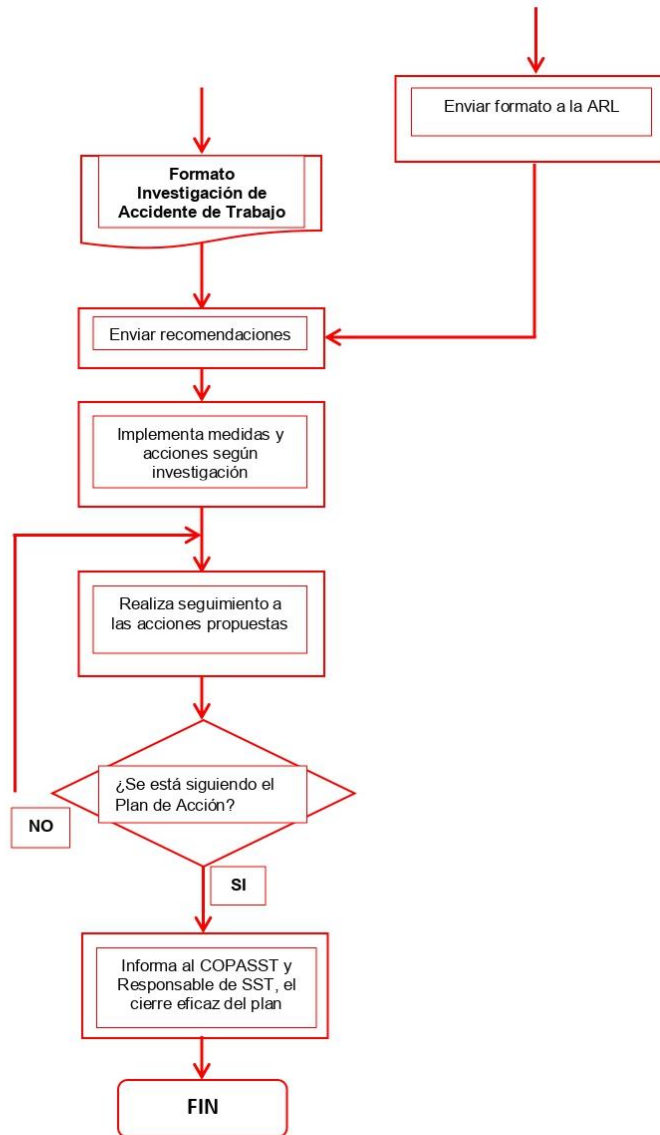 Enviar formato a la ARL
Formato
Investigación de
Accidente de Trabajo
Enviar recomendaciones
Implementa medidas y
acciones según
investigación
Realiza seguimiento a
las acciones propuestas
¿Se está siguiendo el
Plan de Acción?
NO
SI
Informa al COPASST y
Responsable de SST, el
cierre eficaz del plan
FIN